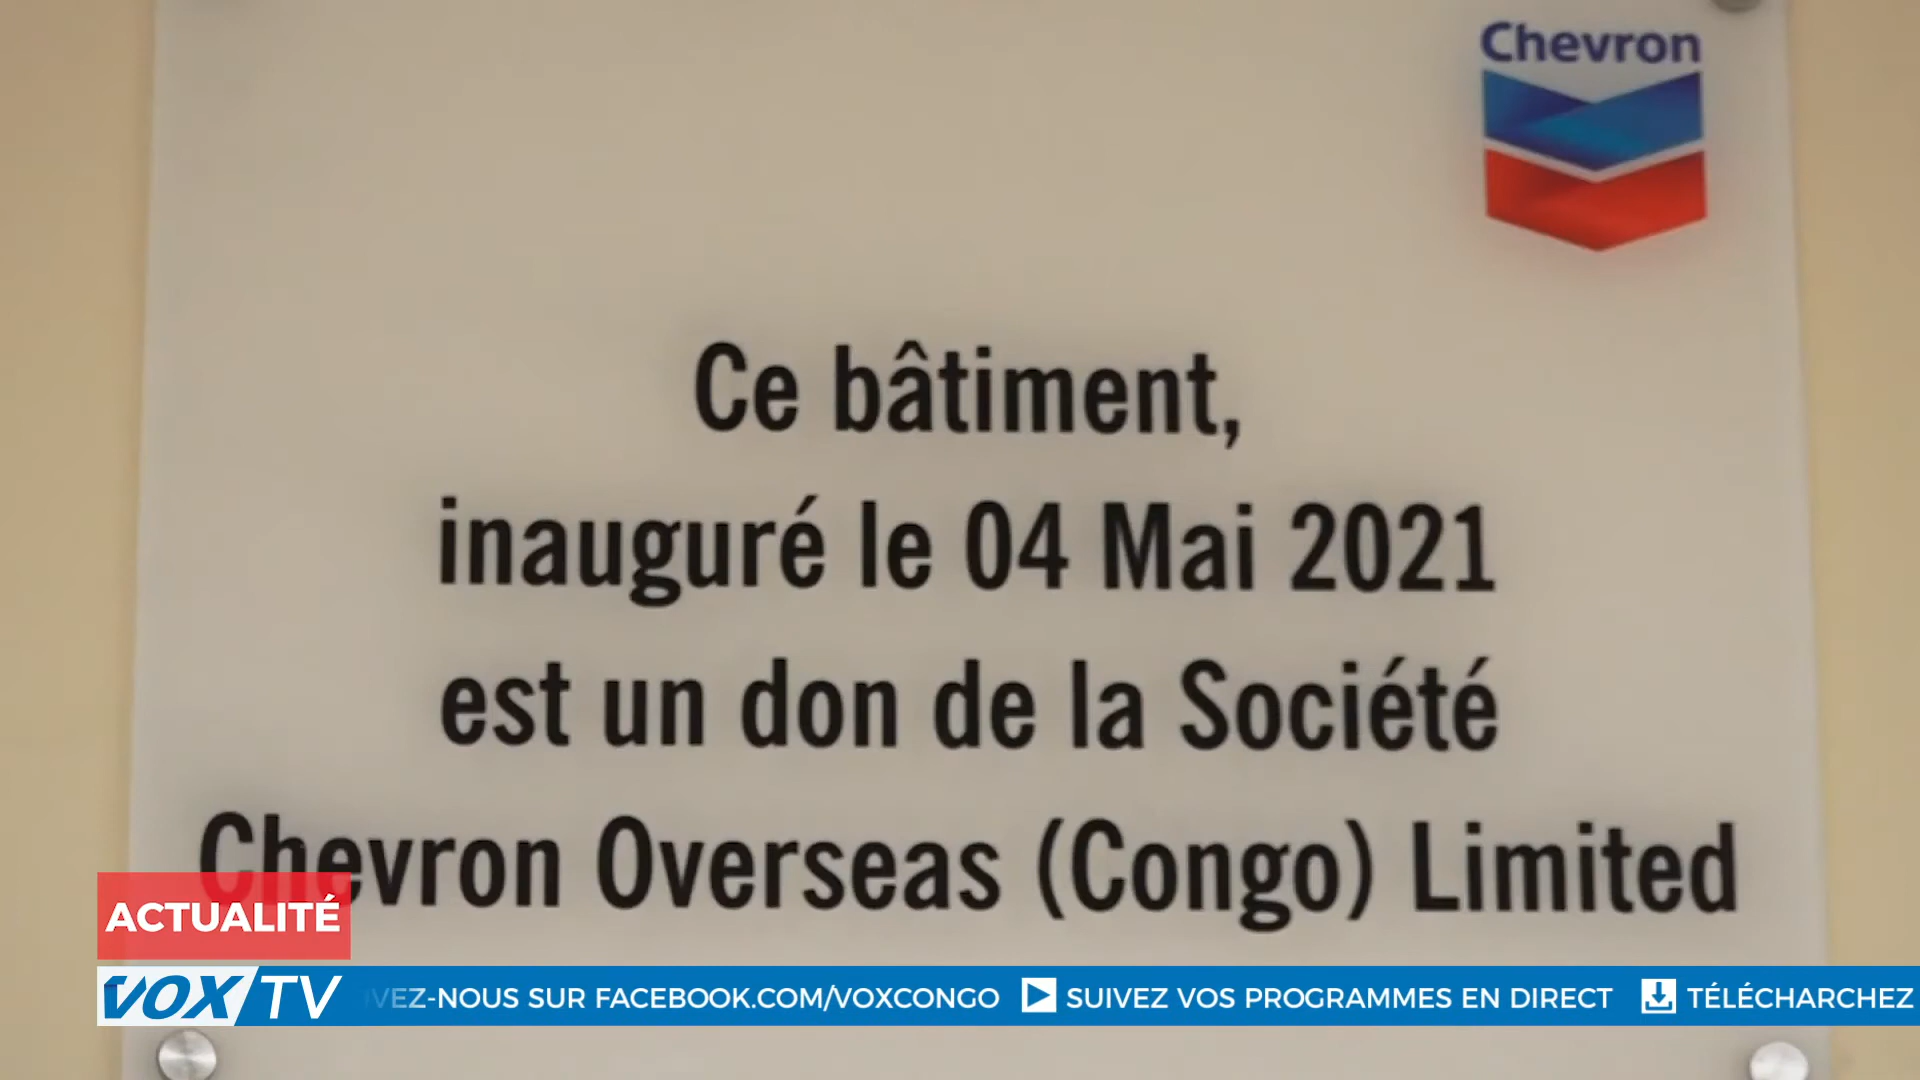 Chevron
Ce bâtiment,
inauguré le 04 Mai 2021
est un don de la Société
Chevron Overseas (Congo) Limited
ACTUALITÉ
VOX TV
VEZ-NOUS SUR FACEBOOK.COM/VOXCONGO SUIVEZ VOS PROGRAMMES EN DIRECT TÉLÉCHARCHEZ